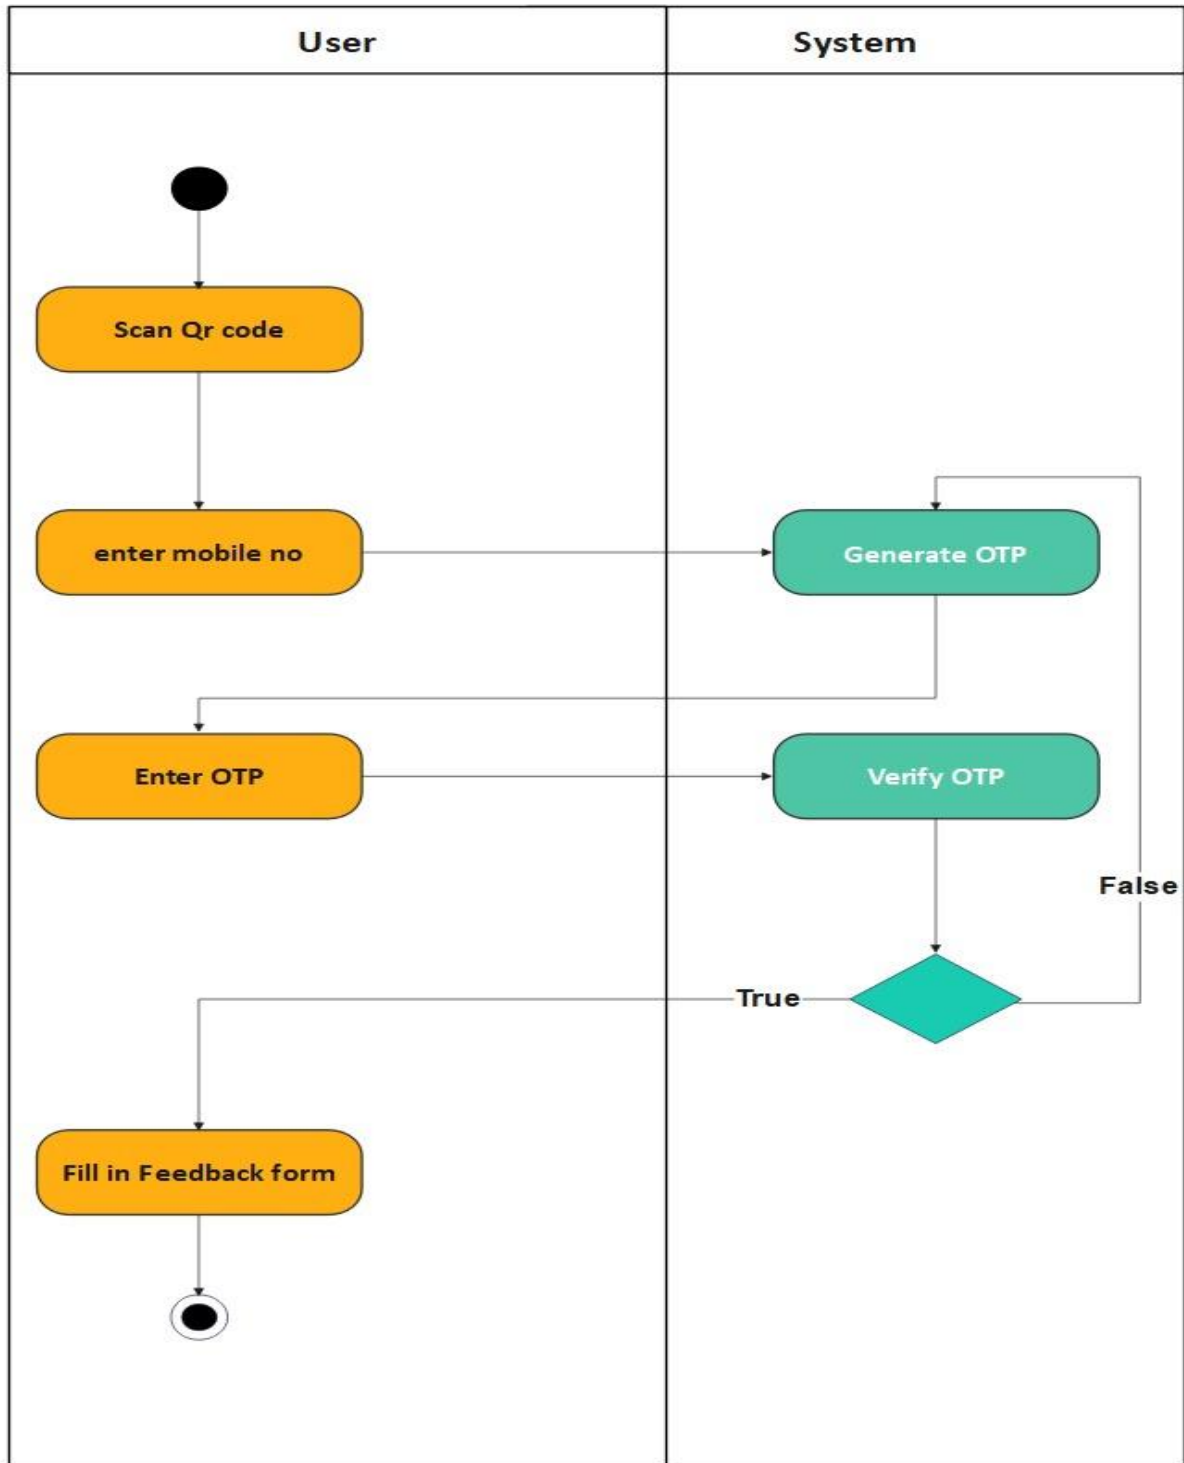 User
System
Scan Qr code
enter mobile no
Generate OTP
Enter OTP
Verify OTP
False
True
Fill in Feedback form